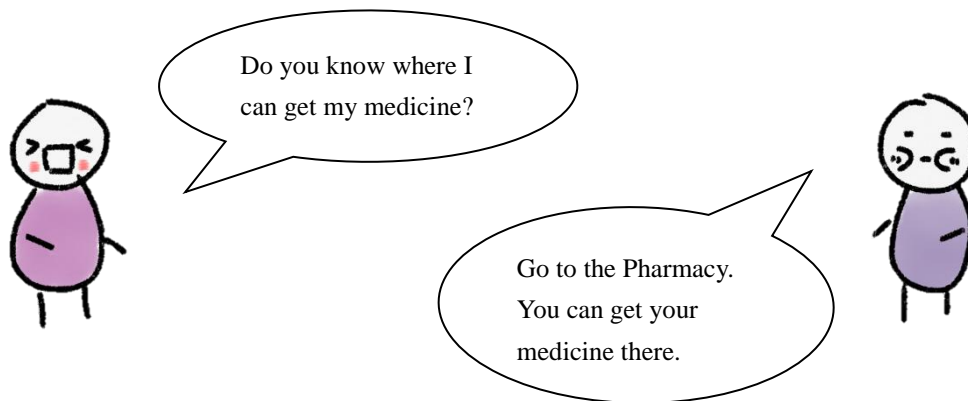 Do you know where I
can get my medicine?
Go to the Pharmacy.
You can get your
medicine there.